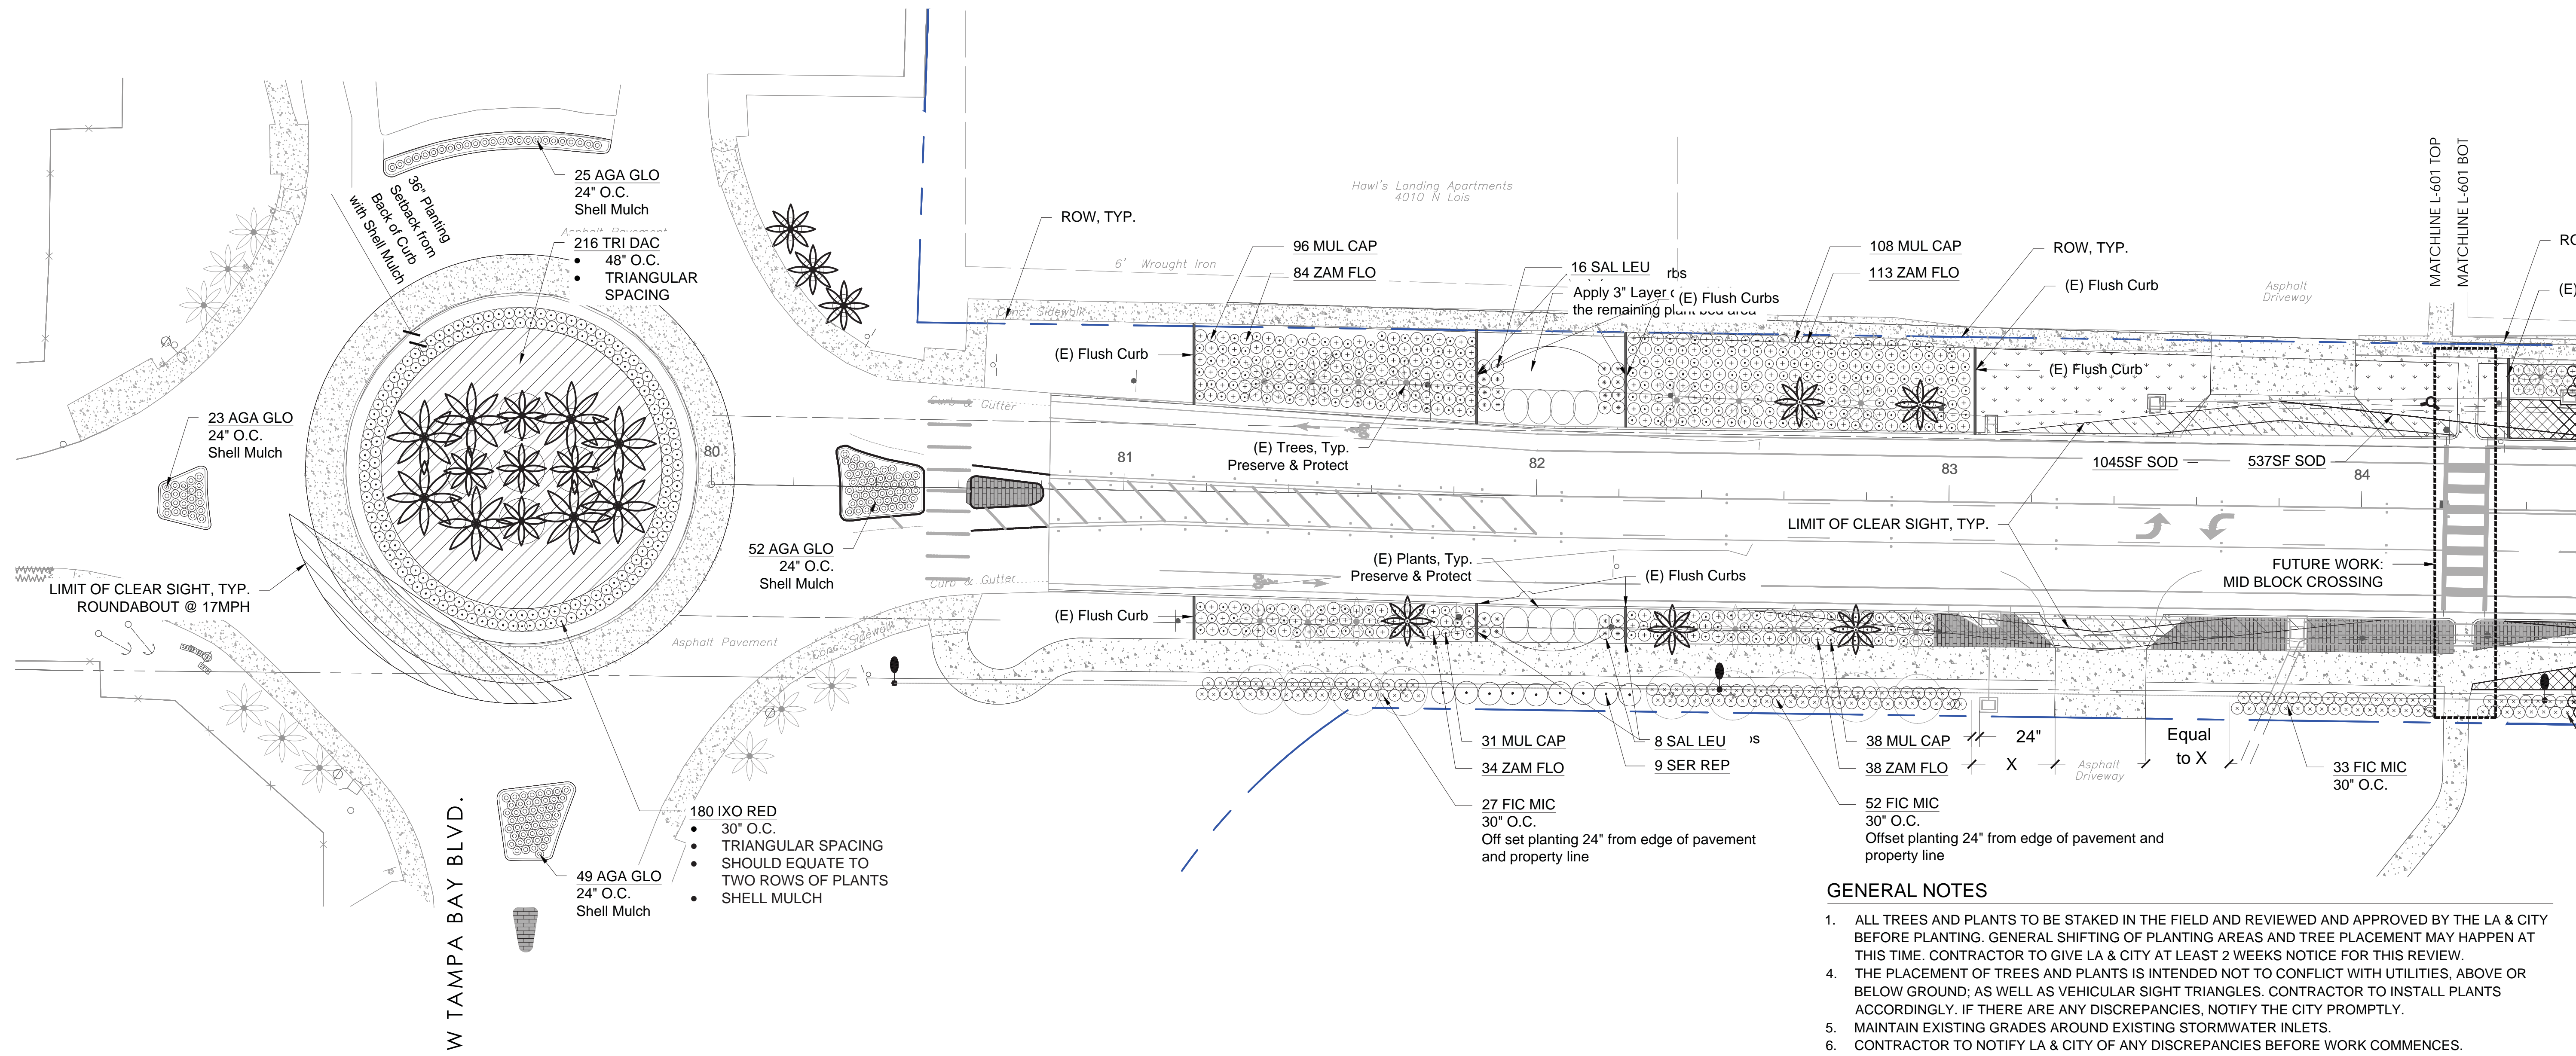 MATCHLINE L-601 TOP
MATCHLINE L-601 BOT
25 AGA GLO
24" O.C.
Shell Mulch
36" Planting
Setback from
Back of Curb
with Shell Mulch
216 TRI DAC
• 48" O.C.
• TRIANGULAR
SPACING
ROW, TYP.
Hawl's Landing Apartments
4010 N Lois
6' Wrought Iron
96 MUL CAP
84 ZAM FLO
16 SAL LEU
rbs
Apply 3" Layer
(E) Flush Curbs
the remaining plant bed area
108 MUL CAP
113 ZAM FLO
ROW, TYP.
(E) Flush Curb
Asphalt
Driveway
Conc. Sidewalk
(E) Flush Curb
(E) Flush Curb
Curb & Gutter
(E) Trees, Typ.
Preserve & Protect
23 AGA GLO
24" O.C.
Shell Mulch
80
81
82
83
84
1045SF SOD
537SF SOD
LIMIT OF CLEAR SIGHT, TYP.
52 AGA GLO
24" O.C.
Shell Mulch
(E) Plants, Typ.
Preserve & Protect
(E) Flush Curbs
FUTURE WORK:
MID BLOCK CROSSING
LIMIT OF CLEAR SIGHT, TYP.
ROUNDABOUT @ 17MPH
Curb & Gutter
(E) Flush Curb
Asphalt Pavement
Conc. Sidewalk
31 MUL CAP
34 ZAM FLO
8 SAL LEU
9 SER REP
38 MUL CAP
38 ZAM FLO
24"
X
Asphalt
Driveway
Equal
to X
33 FIC MIC
30" O.C.
27 FIC MIC
30" O.C.
Off set planting 24" from edge of pavement
and property line
52 FIC MIC
30" O.C.
Offset planting 24" from edge of pavement and
property line
180 IXO RED
• 30" O.C.
• TRIANGULAR SPACING
• SHOULD EQUATE TO
TWO ROWS OF PLANTS
• SHELL MULCH
49 AGA GLO
24" O.C.
Shell Mulch
W TAMPA BAY BLVD.
GENERAL NOTES
1. ALL TREES AND PLANTS TO BE STAKED IN THE FIELD AND REVIEWED AND APPROVED BY THE LA & CITY
BEFORE PLANTING. GENERAL SHIFTING OF PLANTING AREAS AND TREE PLACEMENT MAY HAPPEN AT
THIS TIME. CONTRACTOR TO GIVE LA & CITY AT LEAST 2 WEEKS NOTICE FOR THIS REVIEW.
4. THE PLACEMENT OF TREES AND PLANTS IS INTENDED NOT TO CONFLICT WITH UTILITIES, ABOVE OR
BELOW GROUND; AS WELL AS VEHICULAR SIGHT TRIANGLES. CONTRACTOR TO INSTALL PLANTS
ACCORDINGLY. IF THERE ARE ANY DISCREPANCIES, NOTIFY THE CITY PROMPTLY.
5. MAINTAIN EXISTING GRADES AROUND EXISTING STORMWATER INLETS.
6. CONTRACTOR TO NOTIFY LA & CITY OF ANY DISCREPANCIES BEFORE WORK COMMENCES.